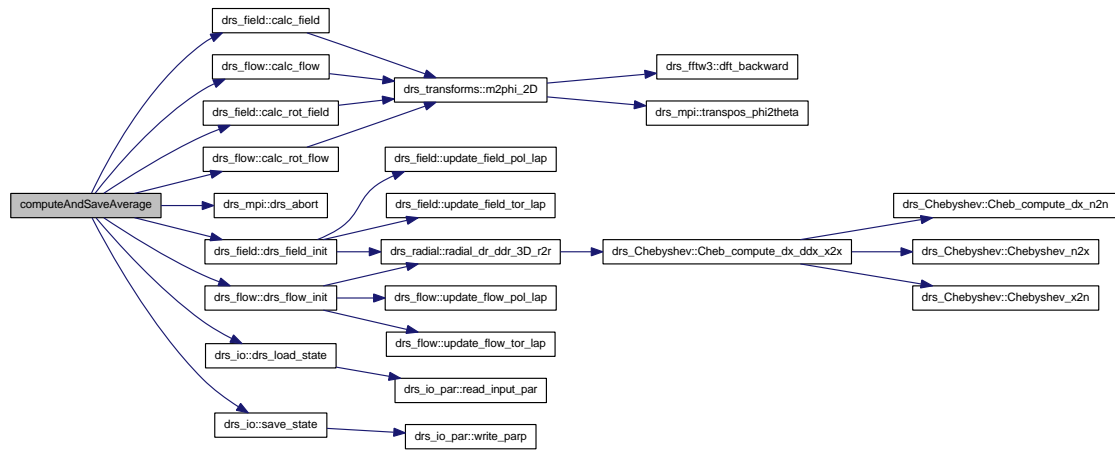 drs_field::calc_field
drs_flow::calc_flow
drs_fftw3::dft_backward
drs_transforms::m2phi_2D
drs_field::calc_rot_field
drs_mpi::transpos_phi2theta
drs_flow::calc_rot_flow
drs_field::update_field_pol_lap
computeAndSaveAverage
drs_mpi::drs_abort
drs_field::update_field_tor_lap
drs_Chebyshev::Cheb_compute_dx_n2n
drs_field::drs_field_init
drs_radial::radial_dr_ddr_3D_r2r
drs_Chebyshev::Cheb_compute_dx_ddx_x2x
drs_Chebyshev::Chebyshev_n2x
drs_flow::drs_flow_init
drs_flow::update_flow_pol_lap
drs_Chebyshev::Chebyshev_x2n
drs_flow::update_flow_tor_lap
drs_io::drs_load_state
drs_io_par::read_input_par
drs_io::save_state
drs_io_par::write_parp